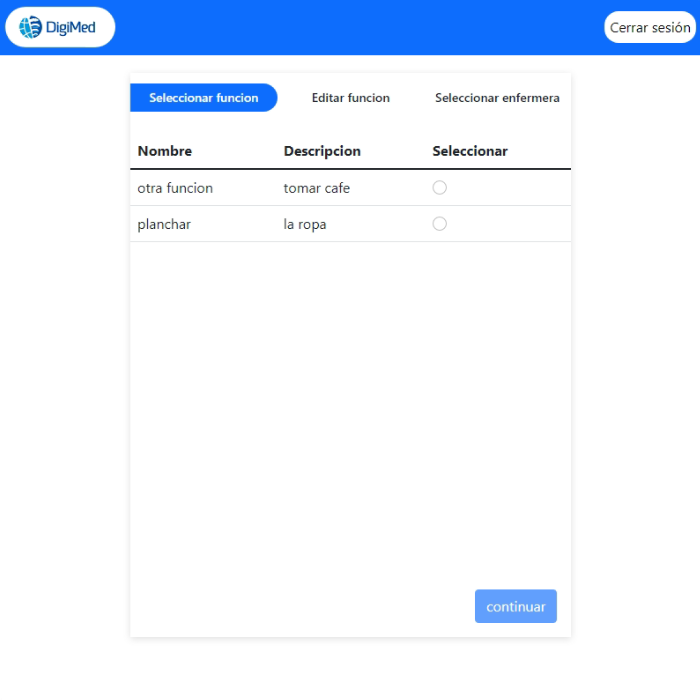 DigiMed
Cerrar sesión
Seleccionar funcion Editar funcion Seleccionar enfermera
Nombre Descripcion Seleccionar
otra funcion tomar cafe
planchar la ropa
continuar